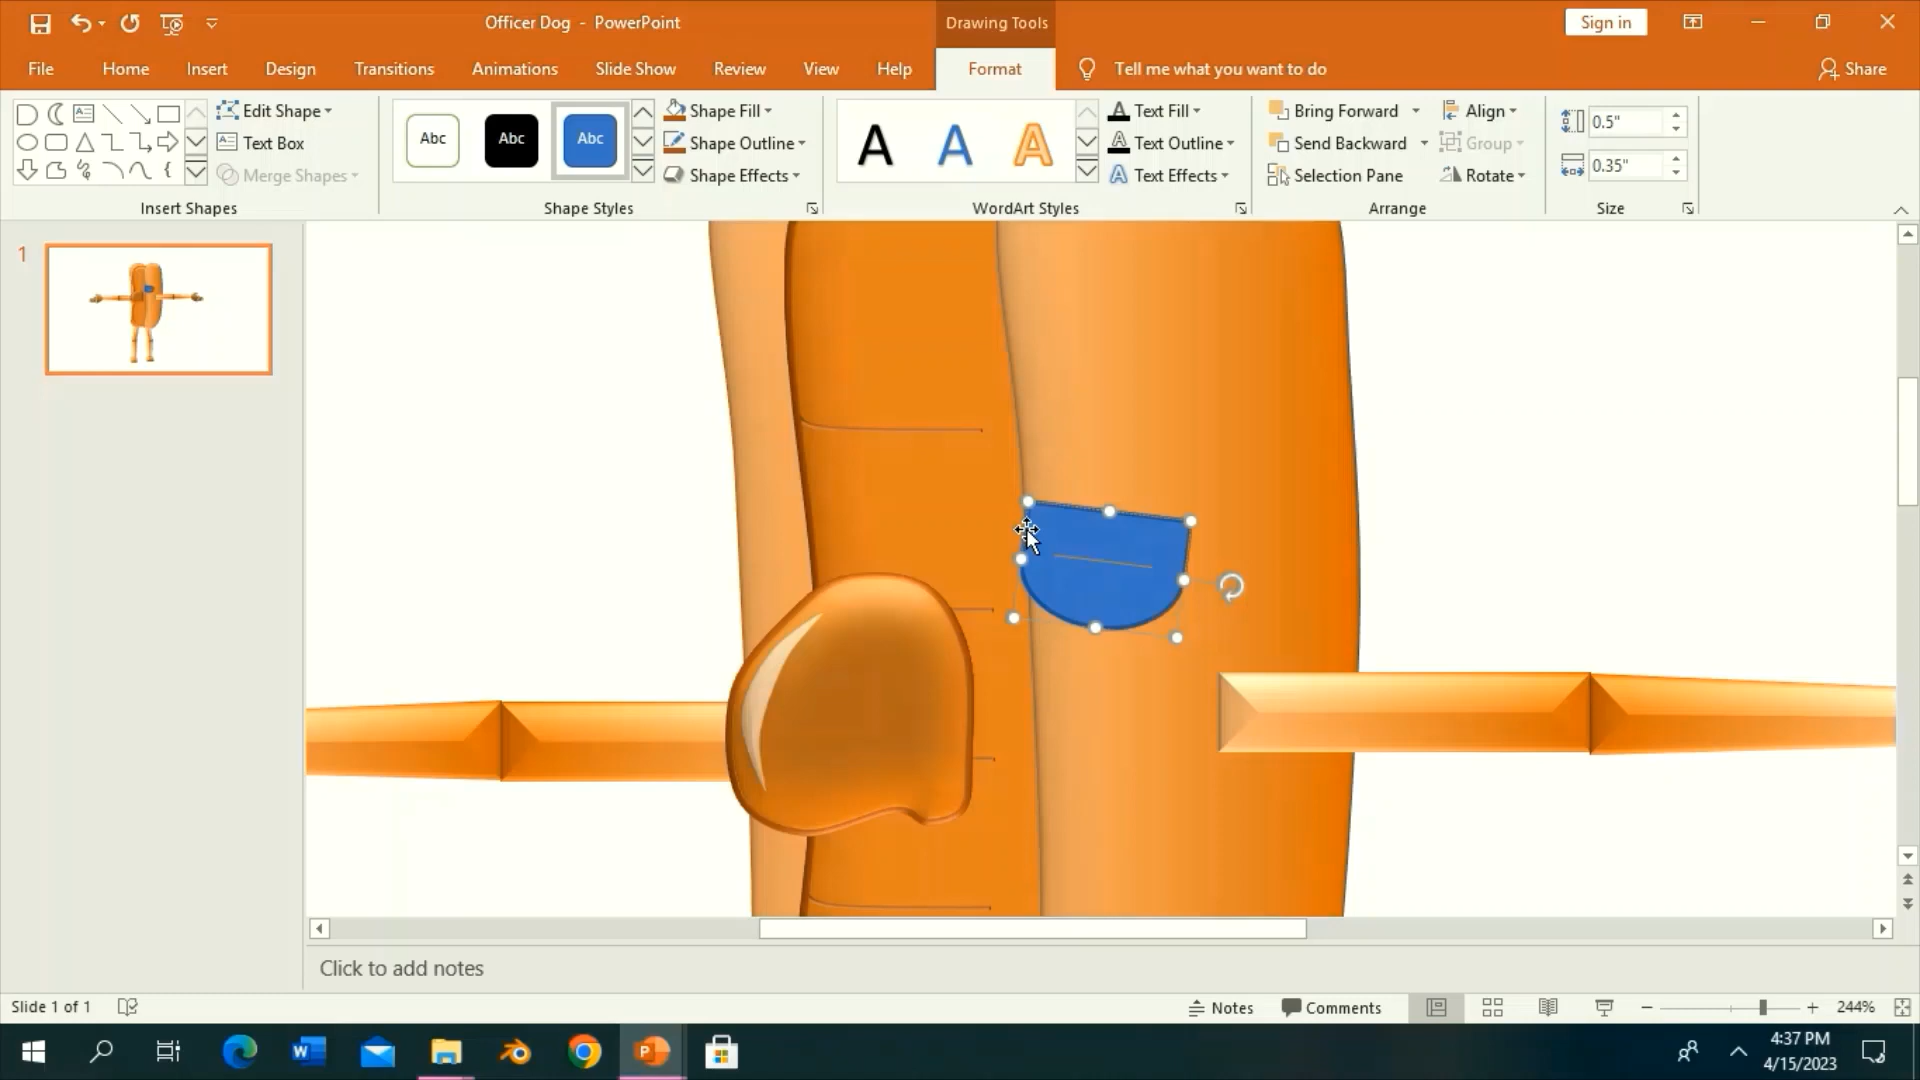 Officer Dog - PowerPoint
Drawing Tools
Sign in
File
Home
Insert
Design
Transitions
Animations
Slide Show
Review
View
Help
Format
Tell me what you want to do
Share
Edit Shape
Text Box
Merge Shapes
Insert Shapes
Abc
Abc
Abc
Shape Fill
Shape Outline
Shape Effects
Shape Styles
A
A
A
Text Fill
Text Outline
Text Effects
WordArt Styles
Bring Forward
Send Backward
Selection Pane
Align
Group
Rotate
Arrange
0.5"
0.35"
Size
1
Click to add notes
Slide 1 of 1
Notes
Comments
244%
4:37 PM
4/15/2023